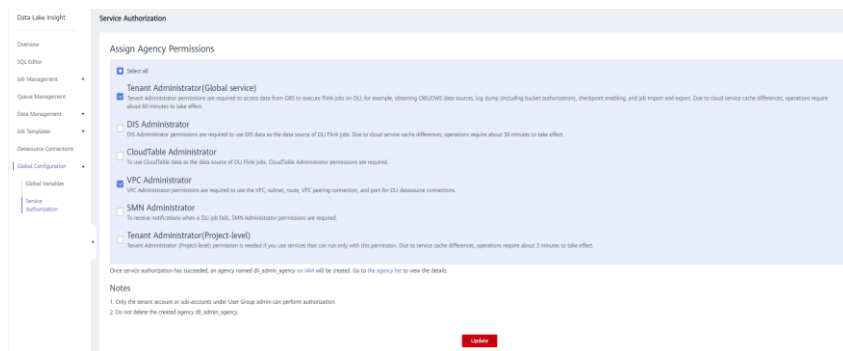 Data Lake Insight
Service Authorization
Overview
SQL Editor
Job Management
Queue Management
Data Management
Job Templates
Datasource Connections
Global Configuration
Global Variables
Service
Authorization
Assign Agency Permissions
Select all
Tenant Administrator(Global service)
Tenant Administrator permissions are required to access data from OBS to execute Flink jobs on DLI, for example, obtaining OBS/DWS data sources, log dump (including bucket authorization), checkpoint enabling, and job import and export. Due to cloud service cache differences, operations require
about 60 minutes to take effect.
DIS Administrator
DIS Administrator permissions are required to use DIS data as the data source of DLI Flink jobs. Due to cloud service cache differences, operations require about 30 minutes to take effect.
CloudTable Administrator
To use CloudTable data as the data source of DLI Flink jobs, CloudTable Administrator permissions are required.
VPC Administrator
VPC Administrator permissions are required to use the VPC, subnet, route, VPC peering connection, and port for DLI datasource connections.
SMN Administrator
To receive notifications when a DLI job fails, SMN Administrator permissions are required.
Tenant Administrator(Project-level)
Tenant Administrator (Project-level) permission is needed if you use services that can run only with this permission. Due to service cache differences, operations require about 3 minutes to take effect.
Once service authorization has succeeded, an agency named dli_admin_agency on IAM will be created. Go to the agency list to view the details.
Notes
1. Only the tenant account or sub-accounts under User Group admin can perform authorization.
2. Do not delete the created agency dli_admin_agency.
Update